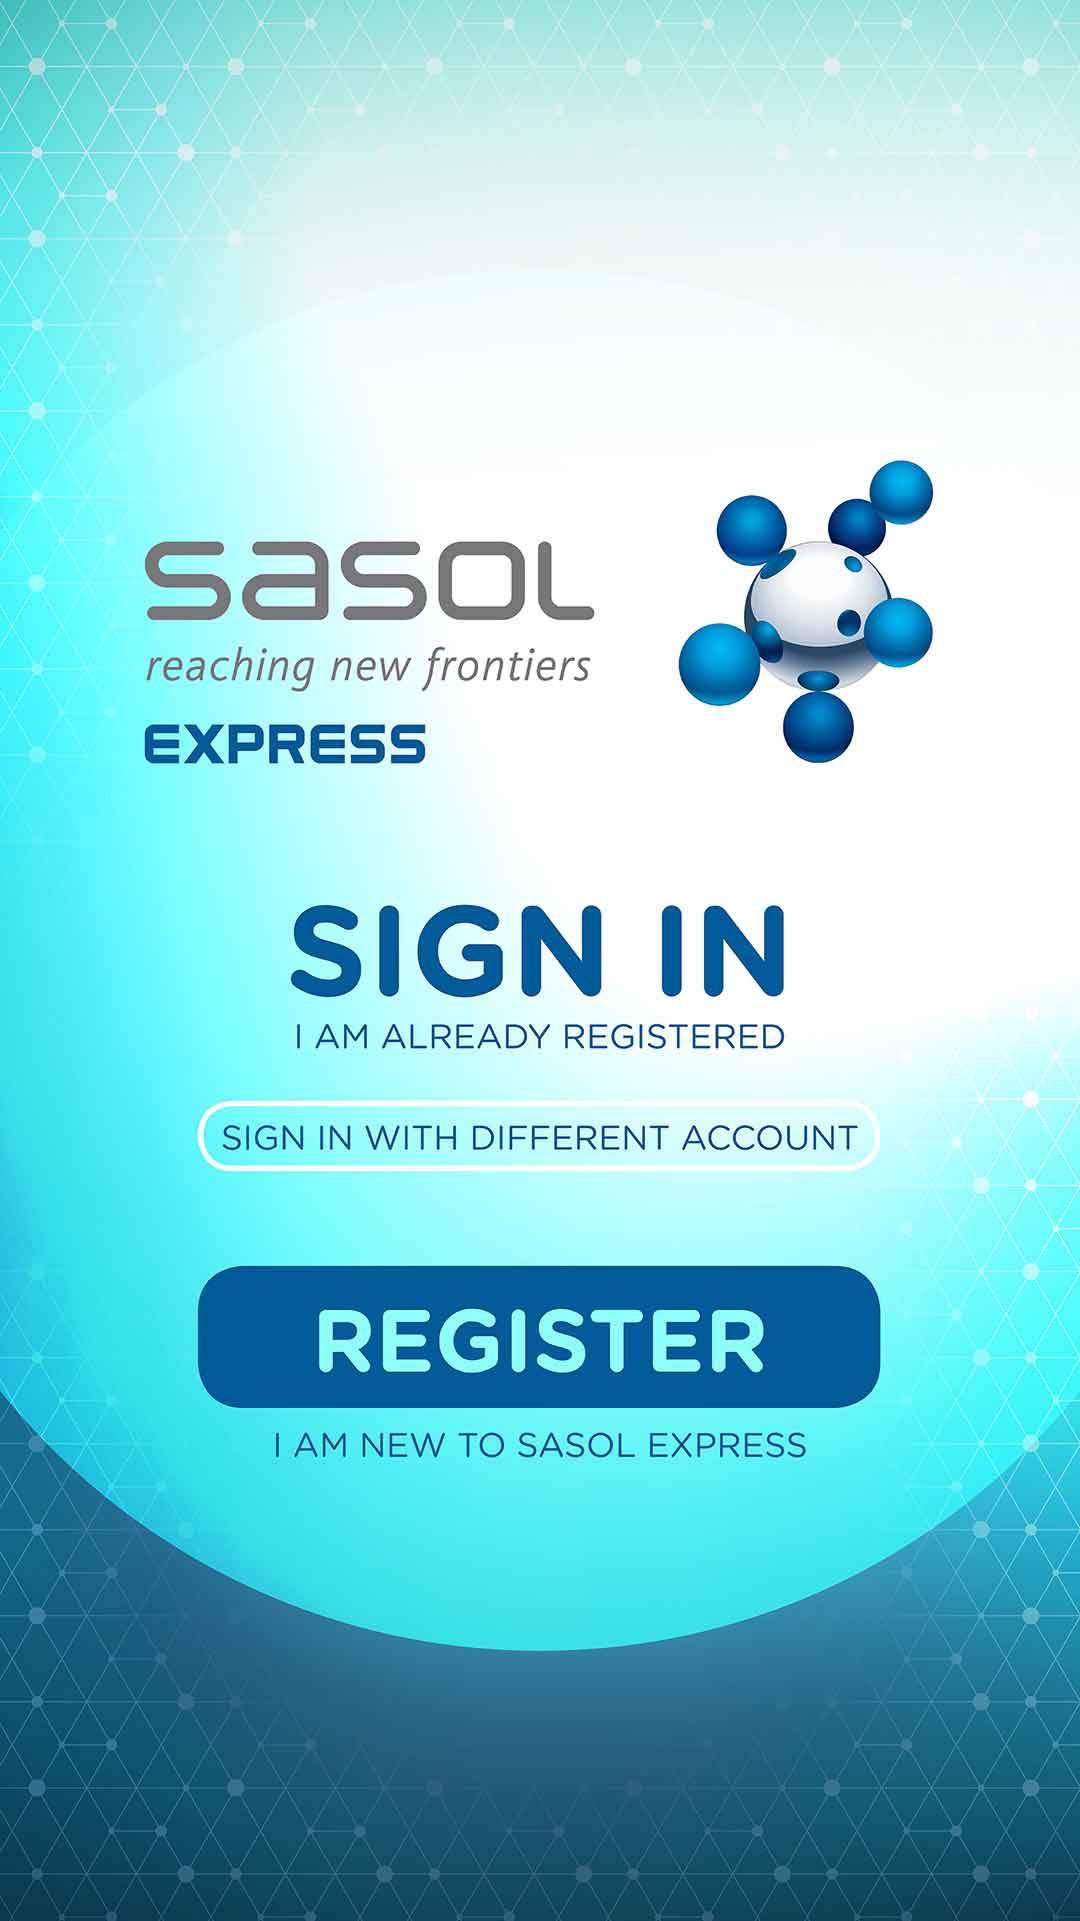 sasol
reaching new frontiers
EXPRESS
SIGN IN
I AM ALREADY REGISTERED
SIGN IN WITH DIFFERENT ACCOUNT
REGISTER
I AM NEW TO SASOL EXPRESS